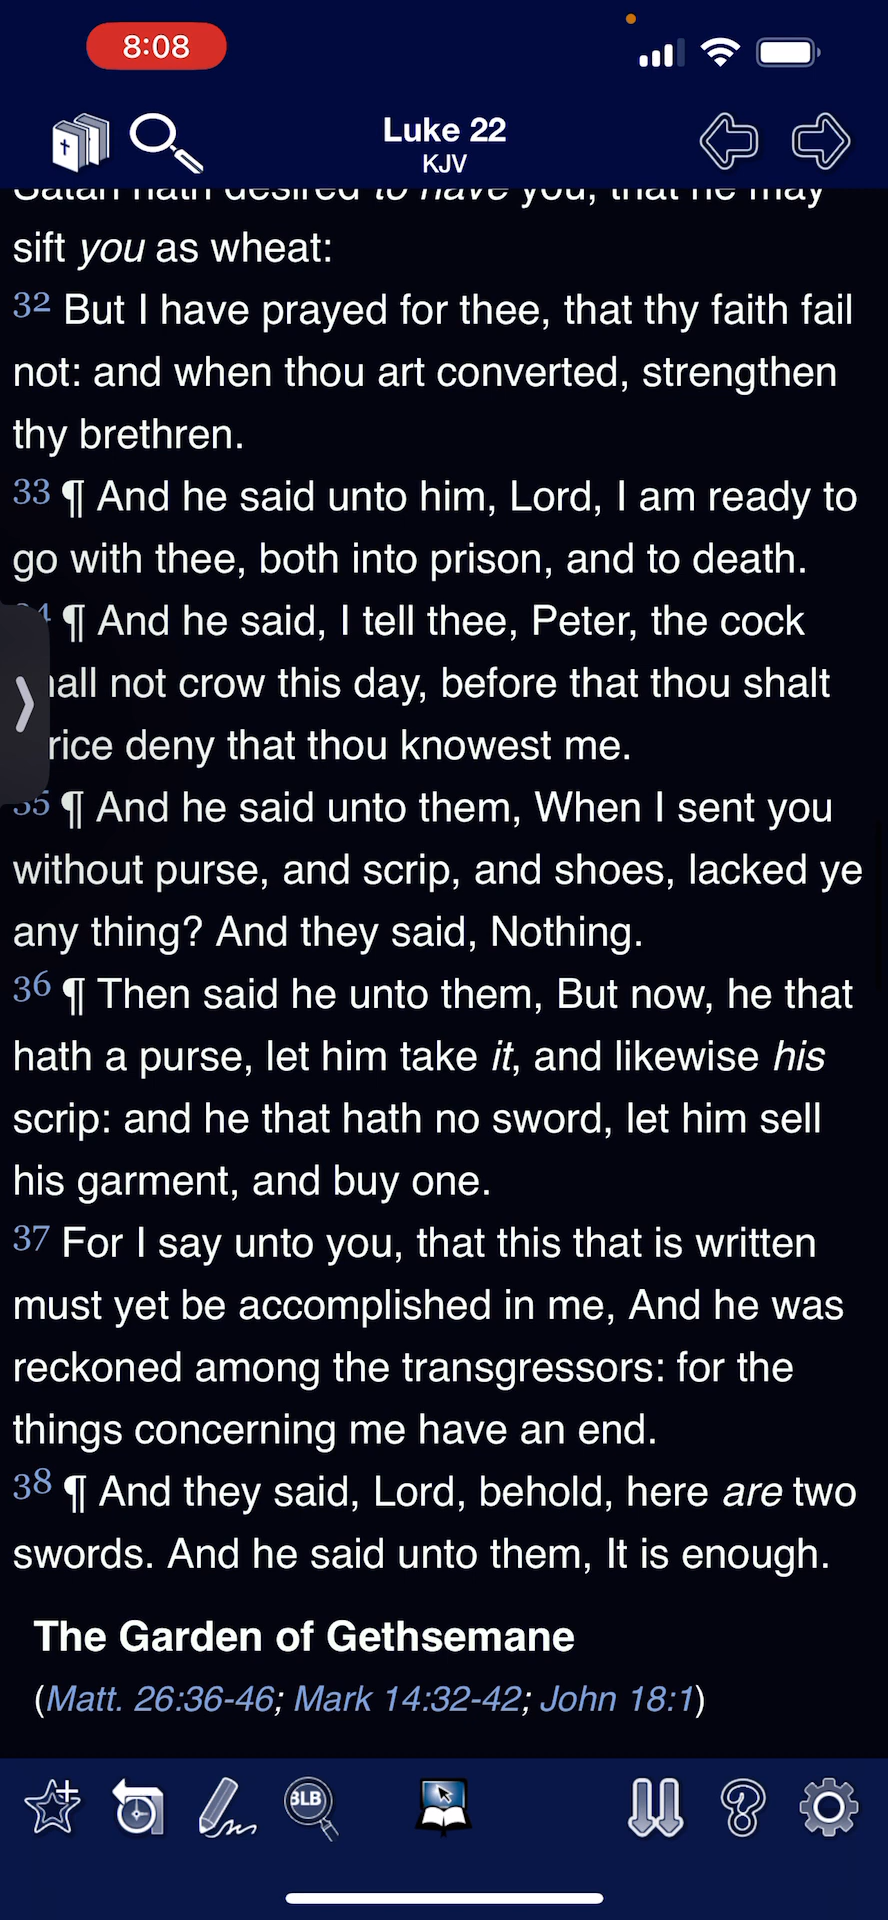 8:08
Luke 22
KJV
Satan hath desired to have you, that he may
sift you as wheat:
32 But I have prayed for thee, that thy faith fail
not: and when thou art converted, strengthen
thy brethren.
33 ¶ And he said unto him, Lord, I am ready to
go with thee, both into prison, and to death.
¶ And he said, I tell thee, Peter, the cock
hall not crow this day, before that thou shalt
rice deny that thou knowest me.
35 ¶ And he said unto them, When I sent you
without purse, and scrip, and shoes, lacked ye
any thing? And they said, Nothing.
36 ¶ Then said he unto them, But now, he that
hath a purse, let him take it, and likewise his
scrip: and he that hath no sword, let him sell
his garment, and buy one.
37 For I say unto you, that this that is written
must yet be accomplished in me, And he was
reckoned among the transgressors: for the
things concerning me have an end.
38 ¶ And they said, Lord, behold, here are two
swords. And he said unto them, It is enough.
The Garden of Gethsemane
(Matt. 26:36-46; Mark 14:32-42; John 18:1)
BLB